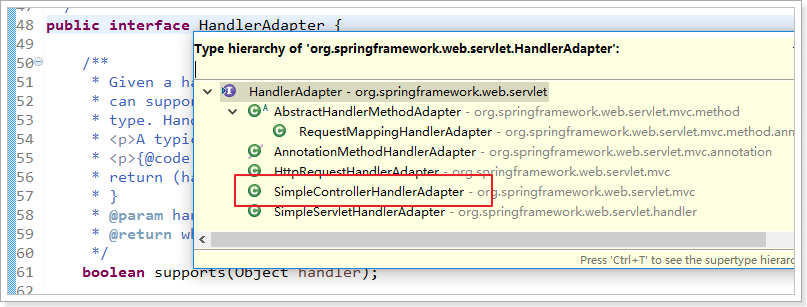 47 */
48 public interface HandlerAdapter {
49
50 /**
51 * Given a ha
52 * can suppor
53 * type. Hand
54 * <p>A typic
55 * <p>{@code
56 * return (ha
57 * }
58 * @param han
59 * @return wh
60 */
61 boolean supports(Object handler);
62
Type hierarchy of 'org.springframework.web.servlet.HandlerAdapter':
HandlerAdapter - org.springframework.web.servlet
AbstractHandlerMethodAdapter - org.springframework.web.servlet.mvc.method
RequestMappingHandlerAdapter - org.springframework.web.servlet.mvc.method.anno
AnnotationMethodHandlerAdapter - org.springframework.web.servlet.mvc.annotation
HttpRequestHandlerAdapter - org.springframework.web.servlet.mvc
SimpleControllerHandlerAdapter - org.springframework.web.servlet.mvc
SimpleServletHandlerAdapter - org.springframework.web.servlet.handler
Press 'Ctrl+T' to see the supertype hierarc